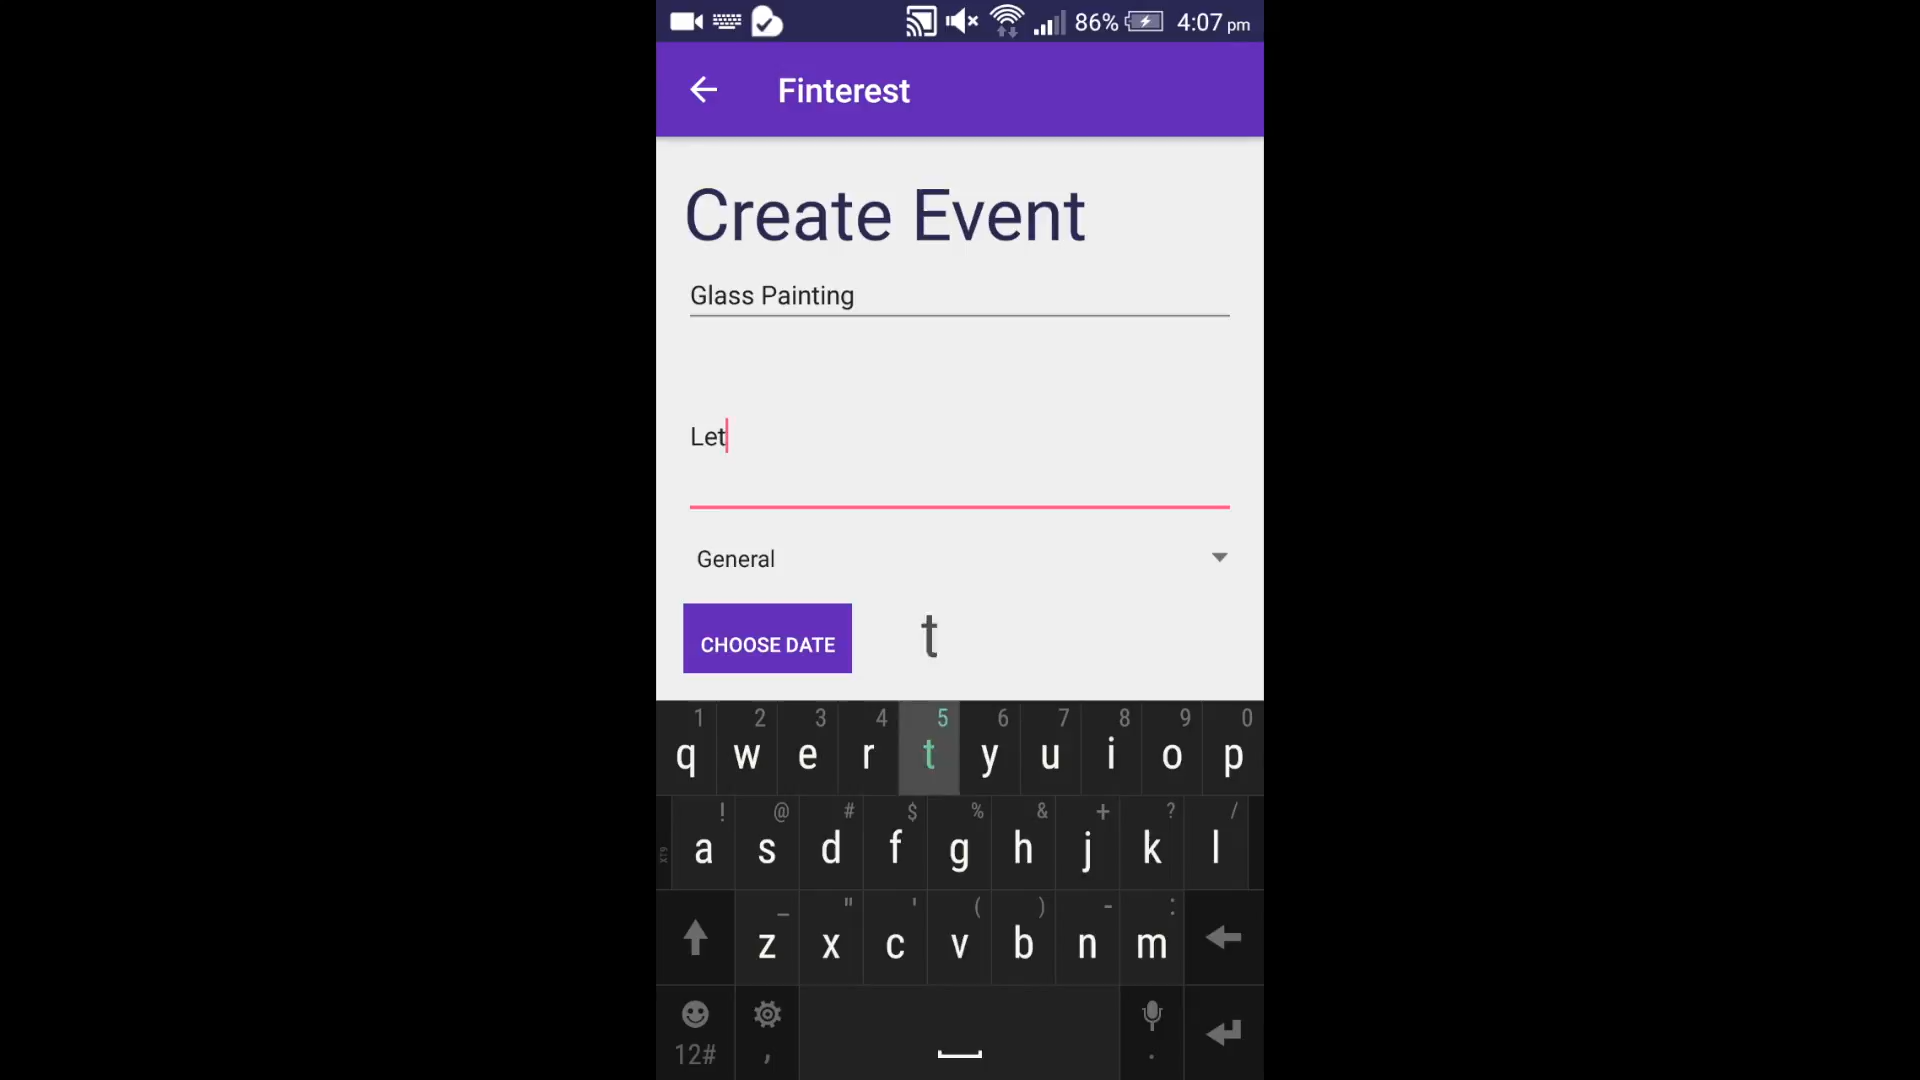 86% 4:07 pm
Finterest
Create Event
Glass Painting
Let
General
CHOOSE DATE
t
1 2 3 4 5 6 7 8 9 0
q w e r t y u i o p
! @ # $ % & + ? /
XT9 a s d f g h j k l
_ " ' ( ) - :
z x c v b n m
12# , .